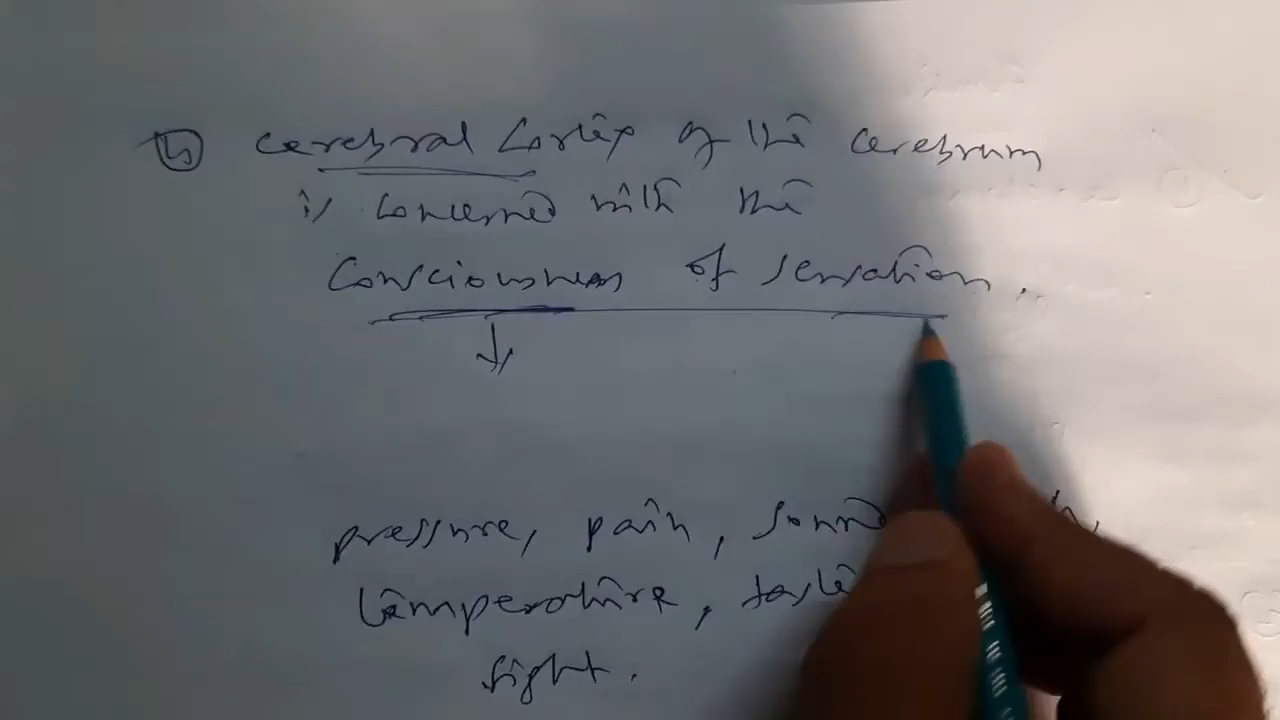 b) Cerebral Cortex of the cerebrum
is concerned with the
Consciousness of sensation.
pressure, pain, sound
temperature, taste
sight.